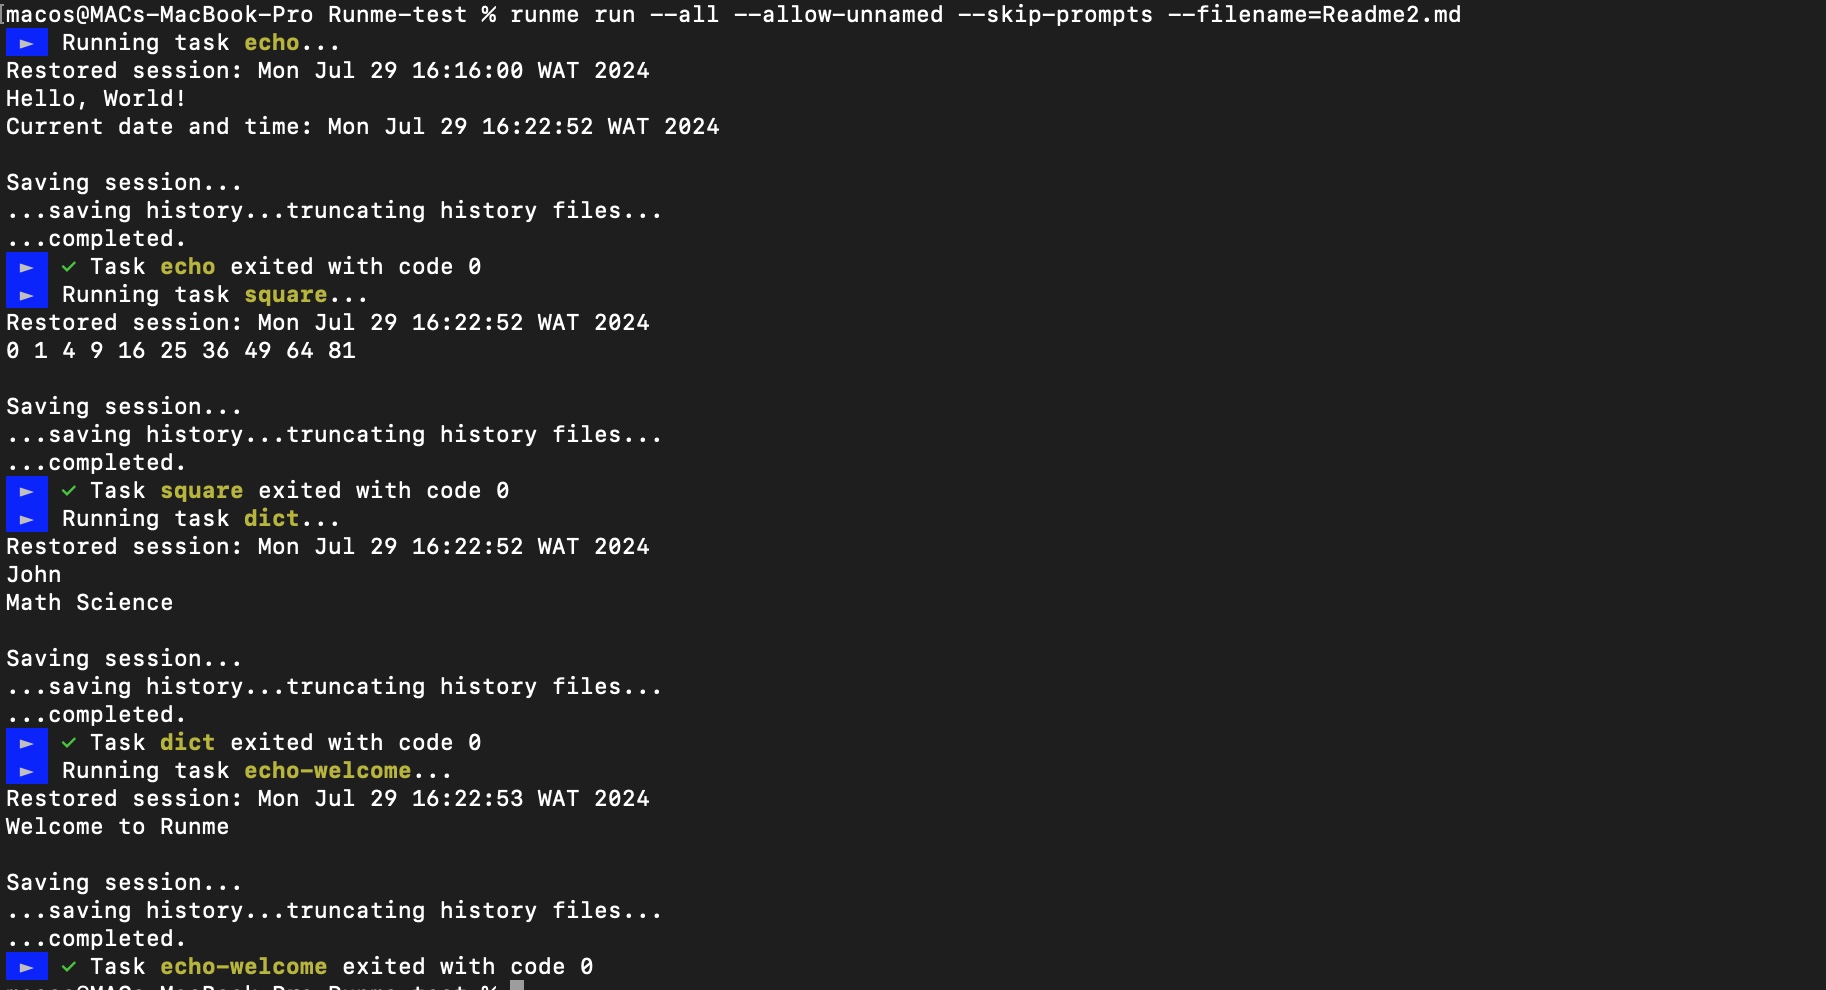 macos@MACs-MacBook-Pro Runme-test % runme run --all --allow-unnamed --skip-prompts --filename=Readme2.md
► Running task echo...
Restored session: Mon Jul 29 16:16:00 WAT 2024
Hello, World!
Current date and time: Mon Jul 29 16:22:52 WAT 2024
Saving session...
...saving history...truncating history files...
...completed.
► ✓ Task echo exited with code 0
► Running task square...
Restored session: Mon Jul 29 16:22:52 WAT 2024
0 1 4 9 16 25 36 49 64 81
Saving session...
...saving history...truncating history files...
...completed.
► ✓ Task square exited with code 0
► Running task dict...
Restored session: Mon Jul 29 16:22:52 WAT 2024
John
Math Science
Saving session...
...saving history...truncating history files...
...completed.
► ✓ Task dict exited with code 0
► Running task echo-welcome...
Restored session: Mon Jul 29 16:22:53 WAT 2024
Welcome to Runme
Saving session...
...saving history...truncating history files...
...completed.
► ✓ Task echo-welcome exited with code 0
macos@MACs-MacBook-Pro Runme-test %